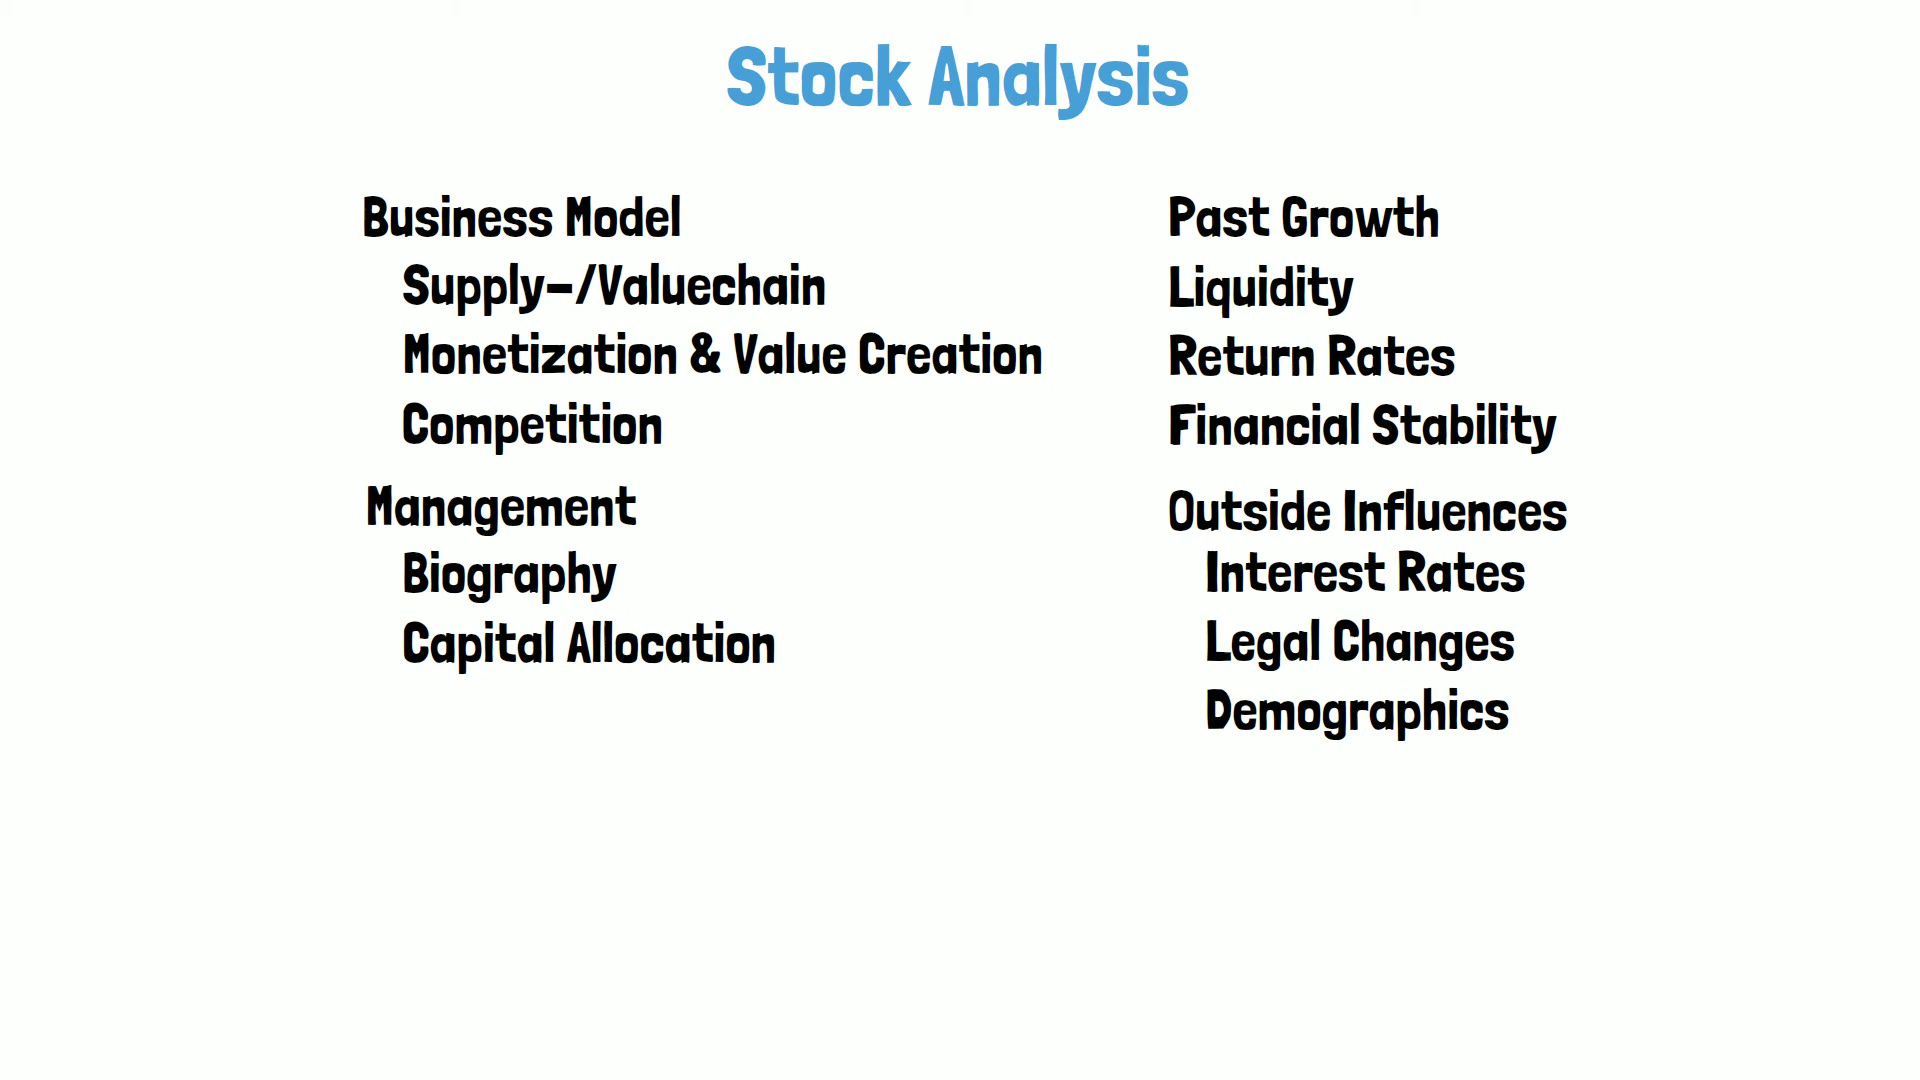 Stock Analysis
Business Model
Supply-/Valuechain
Monetization & Value Creation
Competition
Management
Biography
Capital Allocation
Past Growth
Liquidity
Return Rates
Financial Stability
Outside Influences
Interest Rates
Legal Changes
Demographics